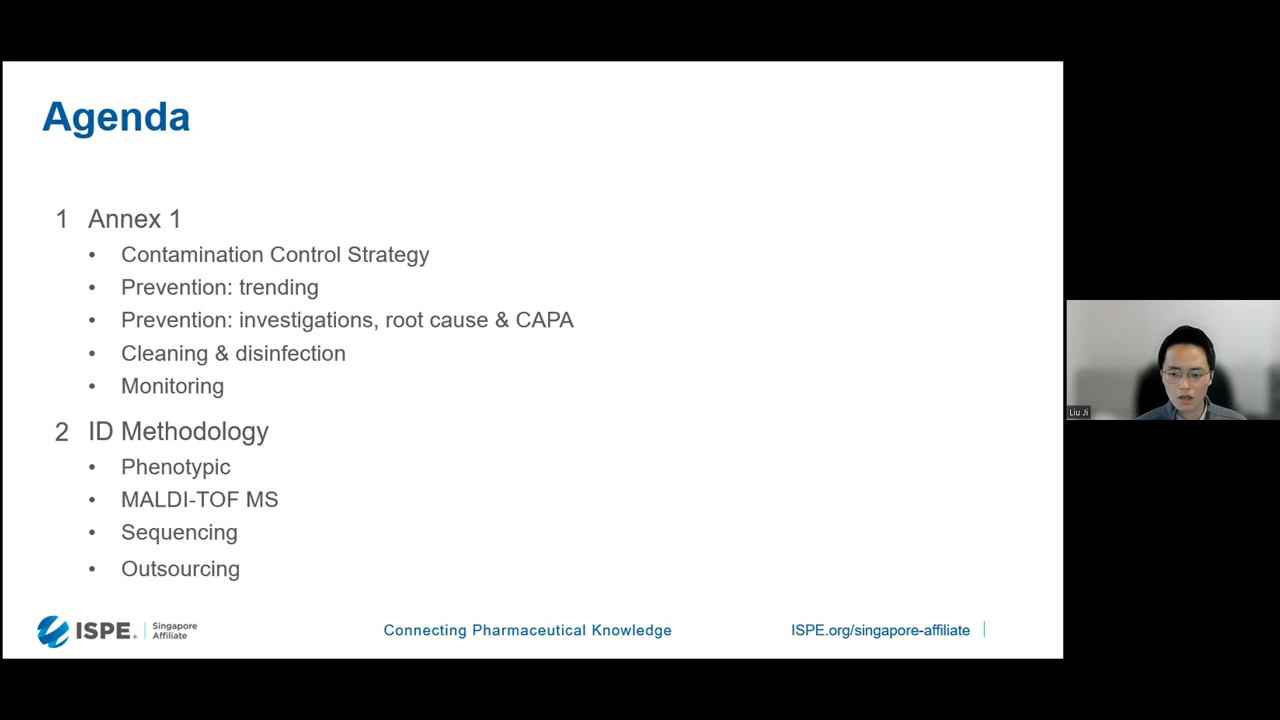 Agenda
1 Annex 1
• Contamination Control Strategy
• Prevention: trending
• Prevention: investigations, root cause & CAPA
• Cleaning & disinfection
• Monitoring
2 ID Methodology
• Phenotypic
• MALDI-TOF MS
• Sequencing
• Outsourcing
ISPE®
Singapore
Affiliate
Connecting Pharmaceutical Knowledge
ISPE.org/singapore-affiliate
Liu Ji